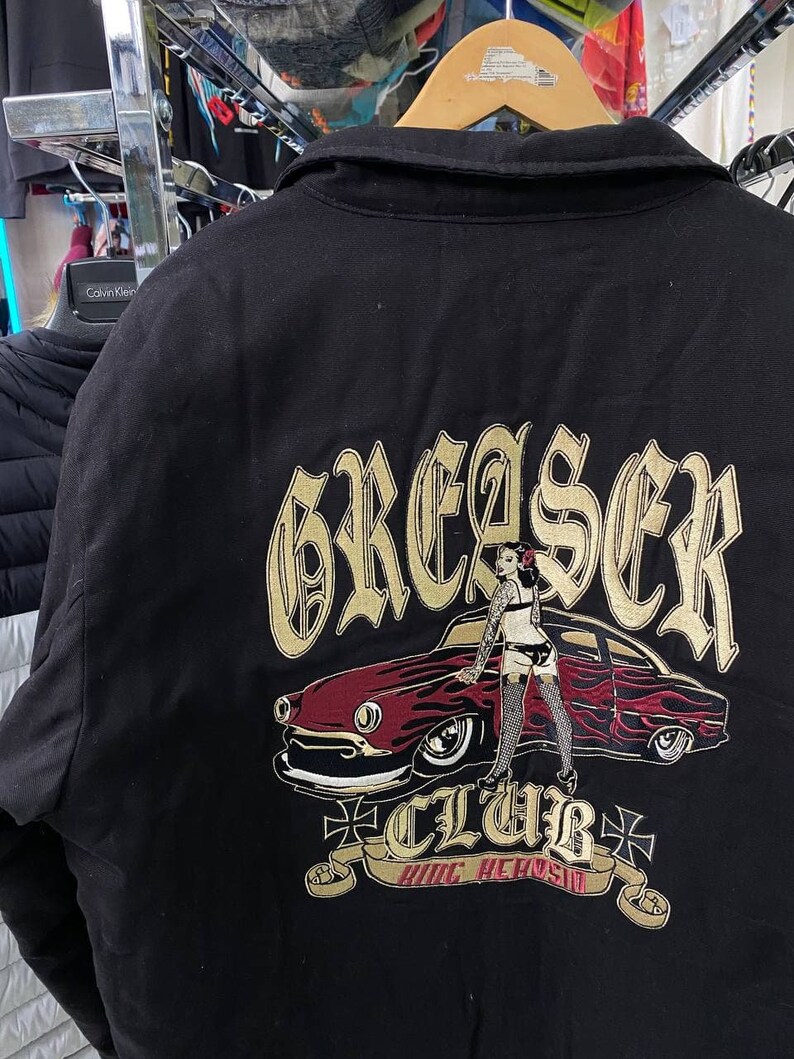 Calvin Klein
GREASER
CLUB
KING KEROSIN